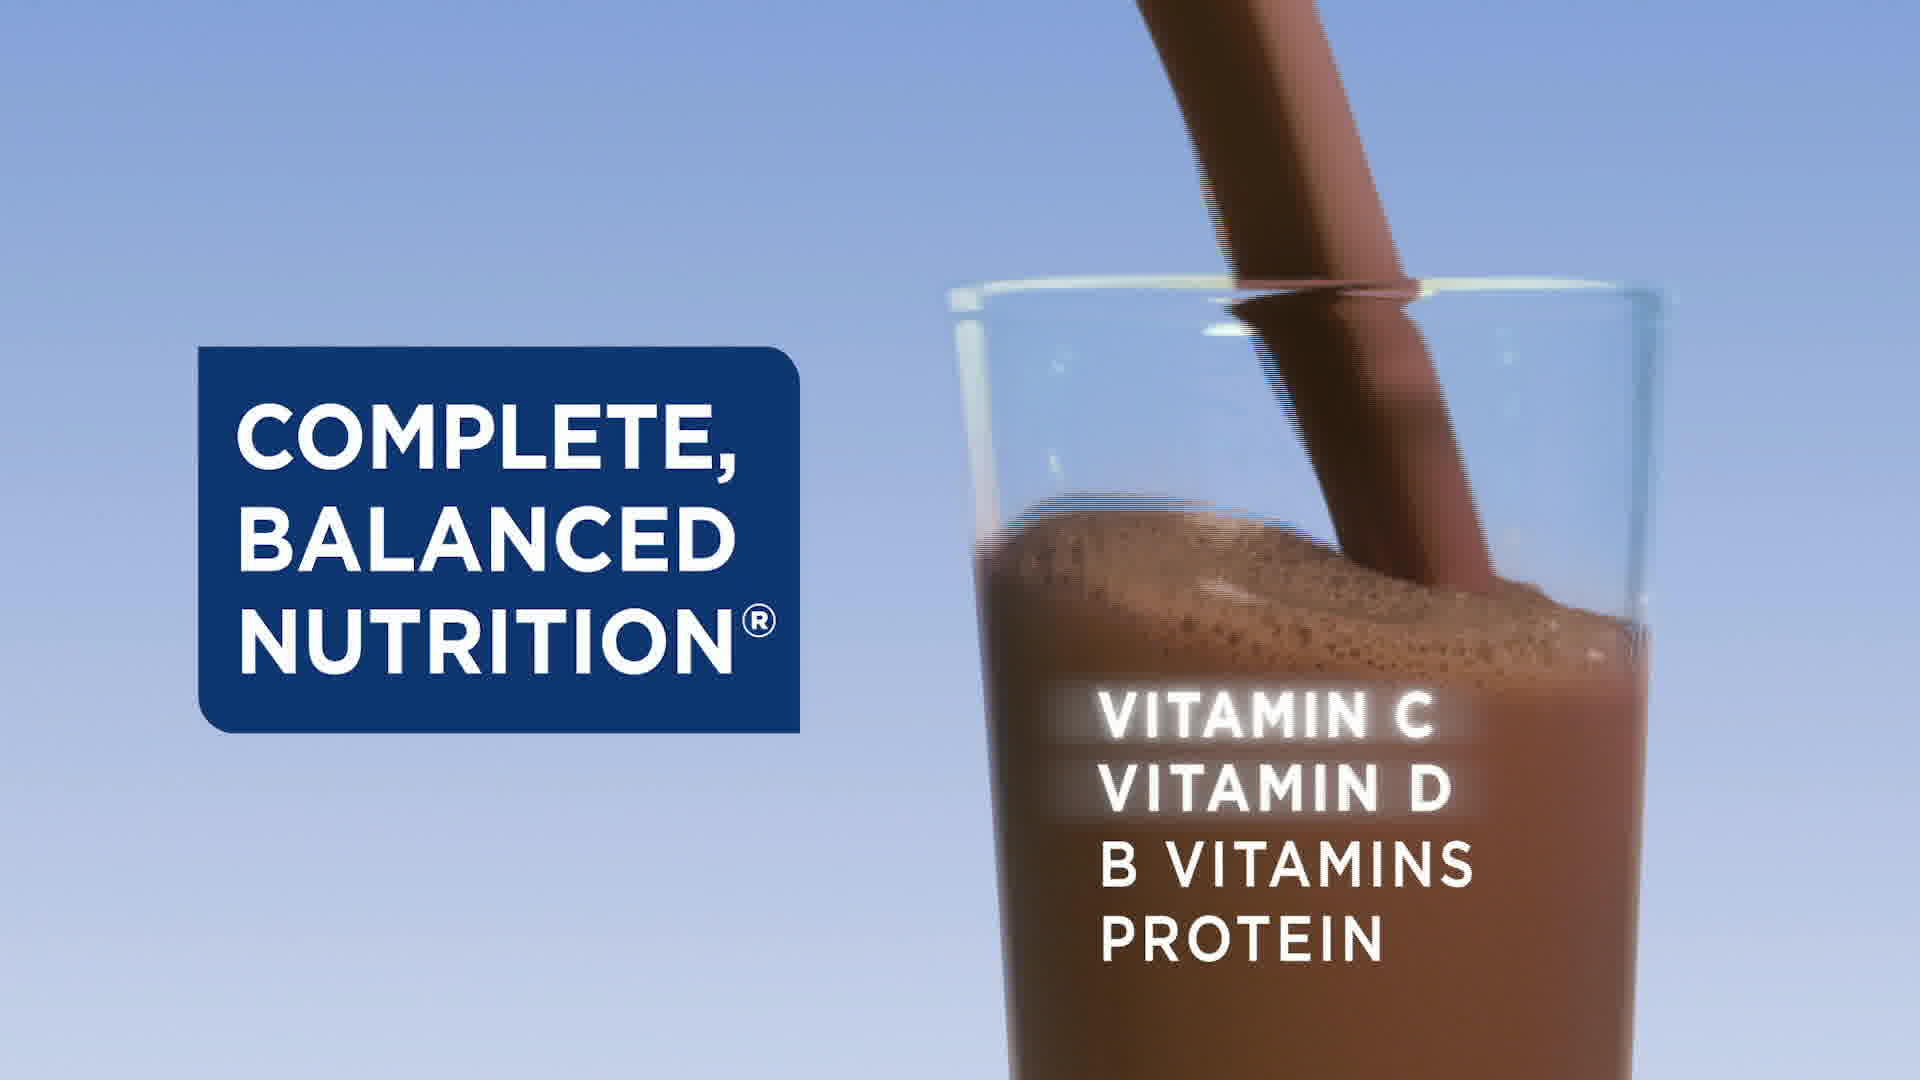 COMPLETE,
BALANCED
NUTRITION®
VITAMIN C
VITAMIN D
B VITAMINS
PROTEIN